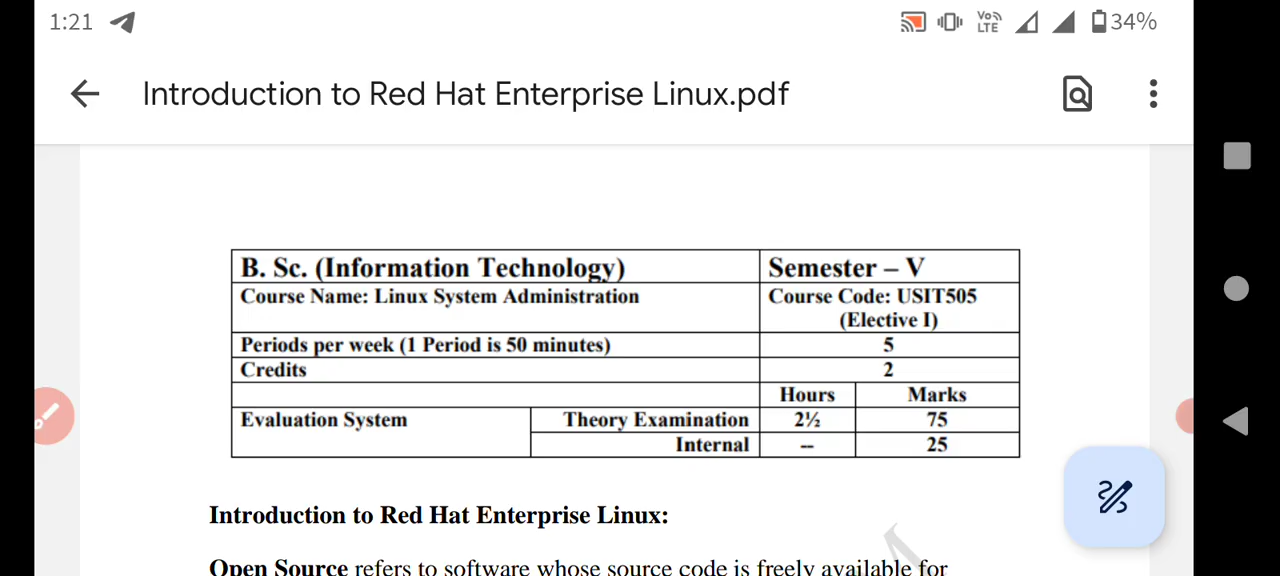 1:21
Vo)) LTE
34%
Introduction to Red Hat Enterprise Linux.pdf
B. Sc. (Information Technology) Semester – V
Course Name: Linux System Administration Course Code: USIT505
(Elective I)
Periods per week (1 Period is 50 minutes) 5
Credits 2
Hours Marks
Evaluation System Theory Examination 2½ 75
Internal -- 25
Introduction to Red Hat Enterprise Linux:
Open Source refers to software whose source code is freely available for